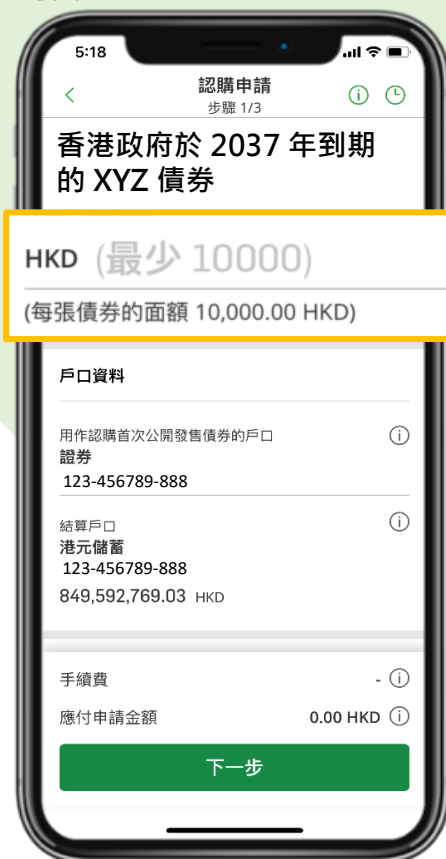 5:18
認購申請
步驟 1/3
香港政府於 2037 年到期
的 XYZ 債券
HKD (最少 10000)
(每張債券的面額 10,000.00 HKD)
戶口資料
用作認購首次公開發售債券的戶口
證券
123-456789-888
結算戶口
港元儲蓄
123-456789-888
849,592,769.03 HKD
手續費 -
應付申請金額 0.00 HKD
下一步